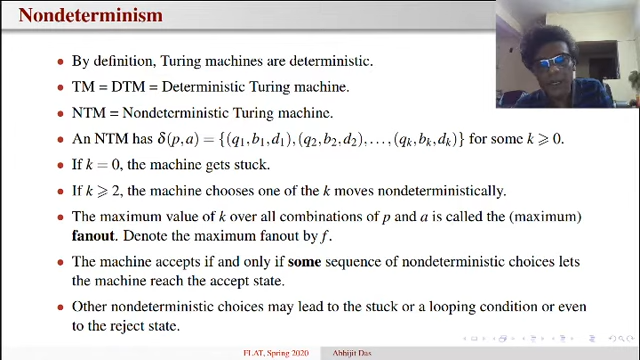 Nondeterminism
• By definition, Turing machines are deterministic.
• TM = DTM = Deterministic Turing machine.
• NTM = Nondeterministic Turing machine.
• An NTM has δ(p,a) = {(q₁,b₁,d₁),(q₂,b₂,d₂),…,(qₖ,bₖ,dₖ)} for some k ⩾ 0.
• If k = 0, the machine gets stuck.
• If k ⩾ 2, the machine chooses one of the k moves nondeterministically.
• The maximum value of k over all combinations of p and a is called the (maximum)
fanout. Denote the maximum fanout by f.
• The machine accepts if and only if some sequence of nondeterministic choices lets
the machine reach the accept state.
• Other nondeterministic choices may lead to the stuck or a looping condition or even
to the reject state.
FLAT, Spring 2020 Abhijit Das